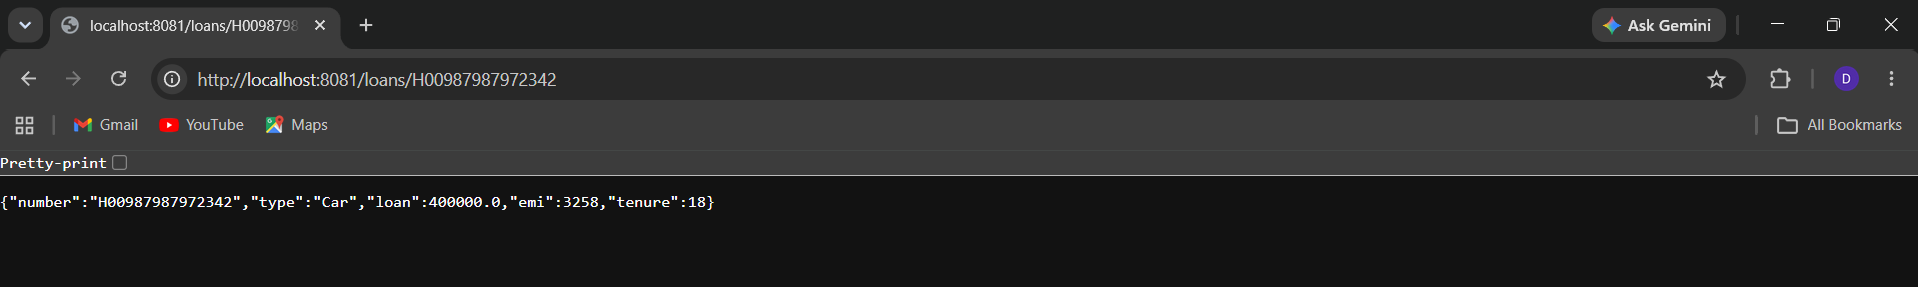 localhost:8081/loans/H0098798
Ask Gemini
http://localhost:8081/loans/H00987987972342
D
Gmail
YouTube
Maps
All Bookmarks
Pretty-print
{"number":"H00987987972342","type":"Car","loan":400000.0,"emi":3258,"tenure":18}